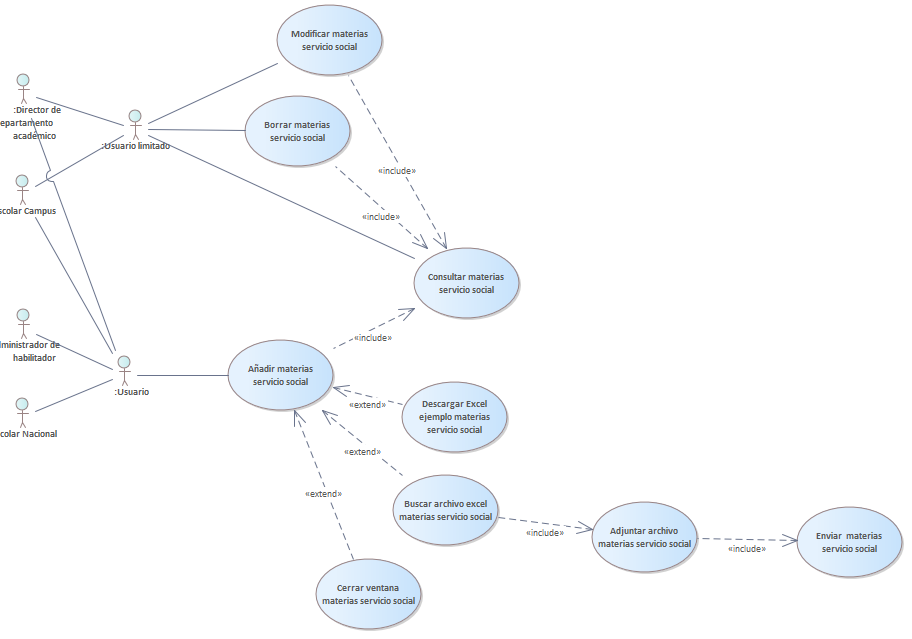 Modificar materias
servicio social
:Director de
epartamento
académico
:Usuario limitado
Borrar materias
servicio social
«include»
scolar Campus
«include»
Consultar materias
servicio social
dministrador de
habilitador
«include»
:Usuario
Añadir materias
servicio social
«extend»
Descargar Excel
ejemplo materias
servicio social
colar Nacional
«extend»
«extend»
Buscar archivo excel
materias servicio social
«include»
Adjuntar archivo
materias servicio social
«include»
Enviar materias
servicio social
Cerrar ventana
materias servicio social